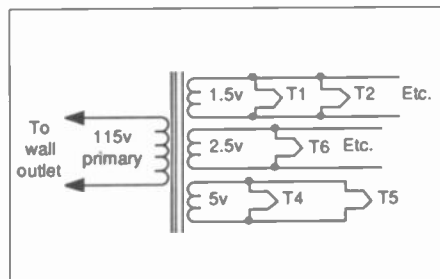 To
wall
outlet
115v
primary
1.5v T1 T2 Etc.
2.5v T6 Etc.
5v T4 T5